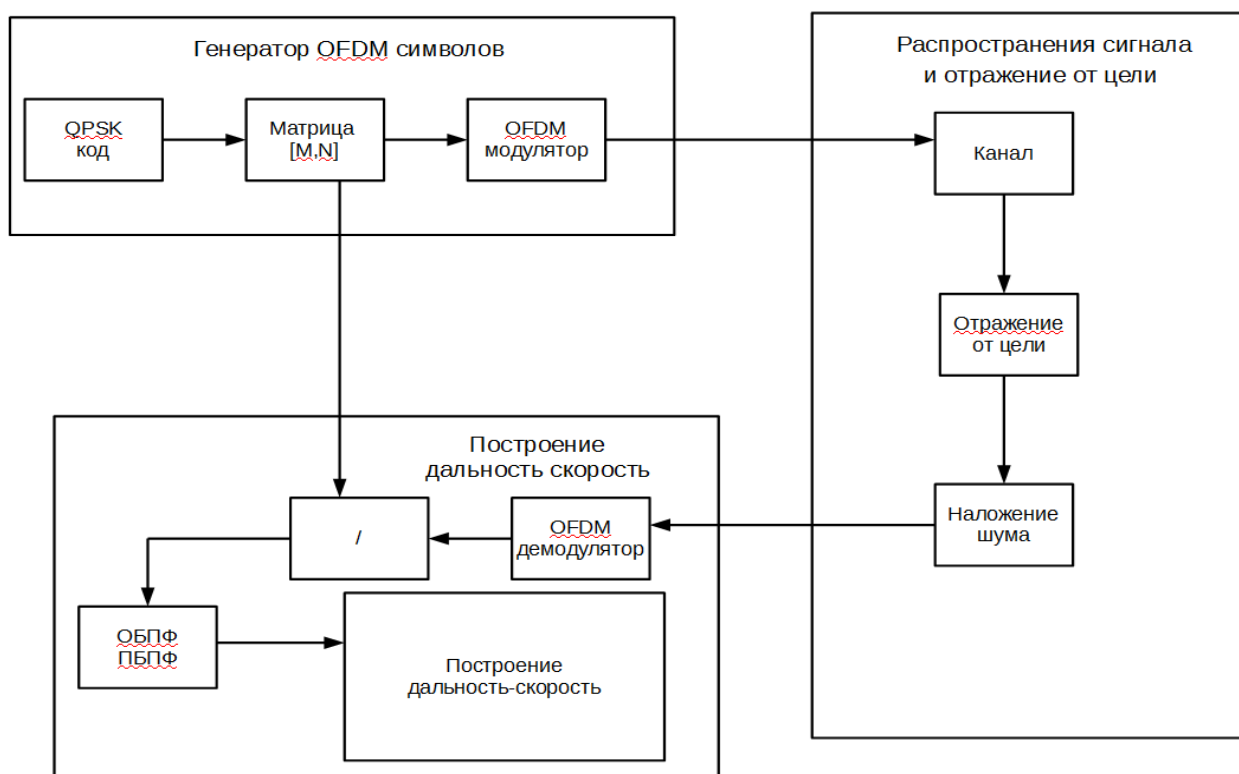 Генератор OFDM символов
QPSK
код
Матрица
[M,N]
OFDM
модулятор
Распространения сигнала
и отражение от цели
Канал
Отражение
от цели
Наложение
шума
Построение
дальность скорость
OFDM
демодулятор
/
ОБПФ
ПБПФ
Построение
дальность-скорость